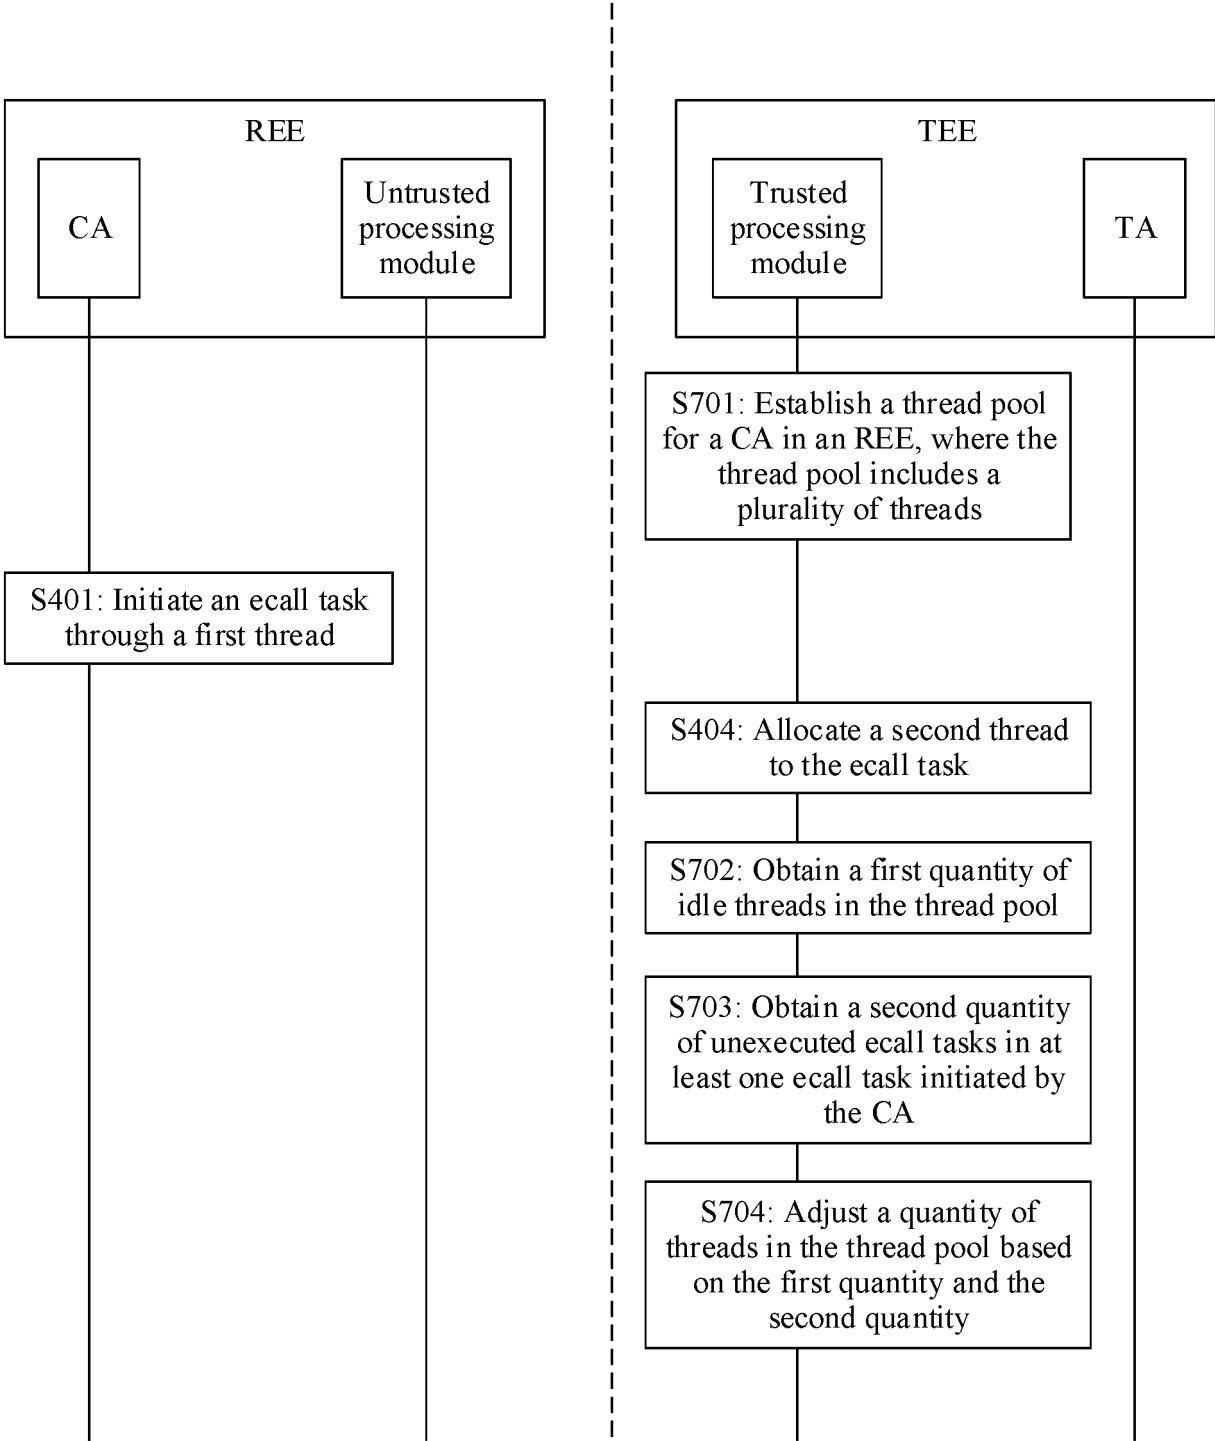 REE
CA
Untrusted
processing
module
TEE
Trusted
processing
module
TA
S701: Establish a thread pool
for a CA in an REE, where the
thread pool includes a
plurality of threads
S401: Initiate an ecall task
through a first thread
S404: Allocate a second thread
to the ecall task
S702: Obtain a first quantity of
idle threads in the thread pool
S703: Obtain a second quantity
of unexecuted ecall tasks in at
least one ecall task initiated by
the CA
S704: Adjust a quantity of
threads in the thread pool based
on the first quantity and the
second quantity